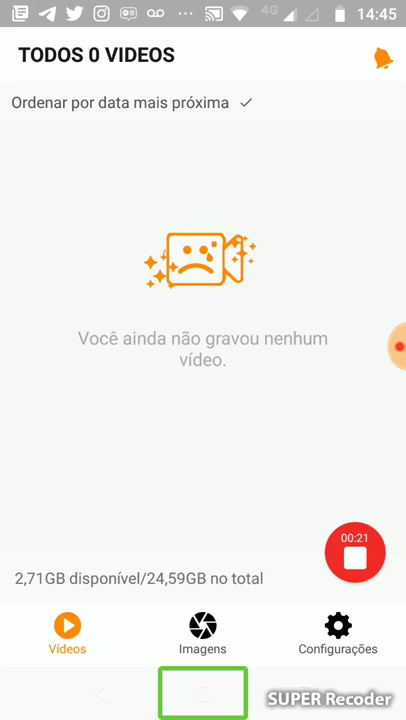 4G
14:45
TODOS 0 VIDEOS
Ordenar por data mais próxima
Você ainda não gravou nenhum
vídeo.
00:21
2,71GB disponível/24,59GB no total
Vídeos
Imagens
Configurações
SUPER Recoder